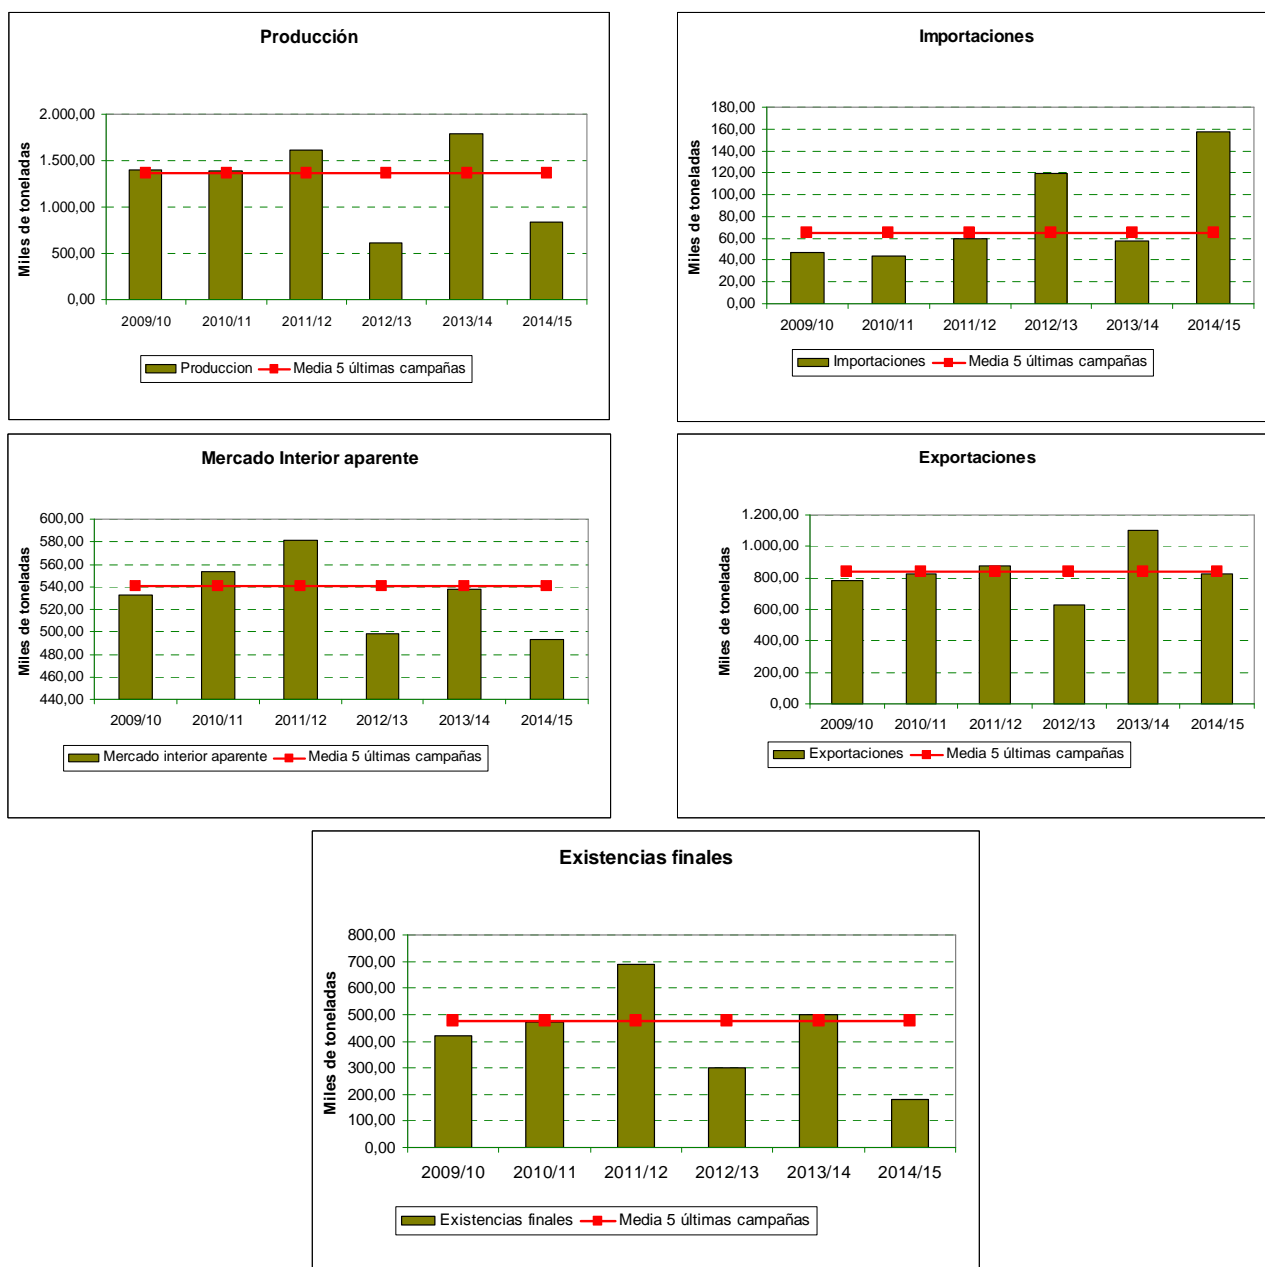 Producción
Miles de toneladas
2.000,00
1.500,00
1.000,00
500,00
0,00
2009/10 2010/11 2011/12 2012/13 2013/14 2014/15
Produccion Media 5 últimas campañas
Importaciones
Miles de toneladas
180,00
160,00
140,00
120,00
100,00
80,00
60,00
40,00
20,00
0,00
2009/10 2010/11 2011/12 2012/13 2013/14 2014/15
Importaciones Media 5 últimas campañas
Mercado Interior aparente
Miles de toneladas
600,00
580,00
560,00
540,00
520,00
500,00
480,00
460,00
440,00
2009/10 2010/11 2011/12 2012/13 2013/14 2014/15
Mercado interior aparente Media 5 últimas campañas
Exportaciones
Miles de toneladas
1.200,00
1.000,00
800,00
600,00
400,00
200,00
0,00
2009/10 2010/11 2011/12 2012/13 2013/14 2014/15
Exportaciones Media 5 últimas campañas
Existencias finales
Miles de toneladas
800,00
700,00
600,00
500,00
400,00
300,00
200,00
100,00
0,00
2009/10 2010/11 2011/12 2012/13 2013/14 2014/15
Existencias finales Media 5 últimas campañas